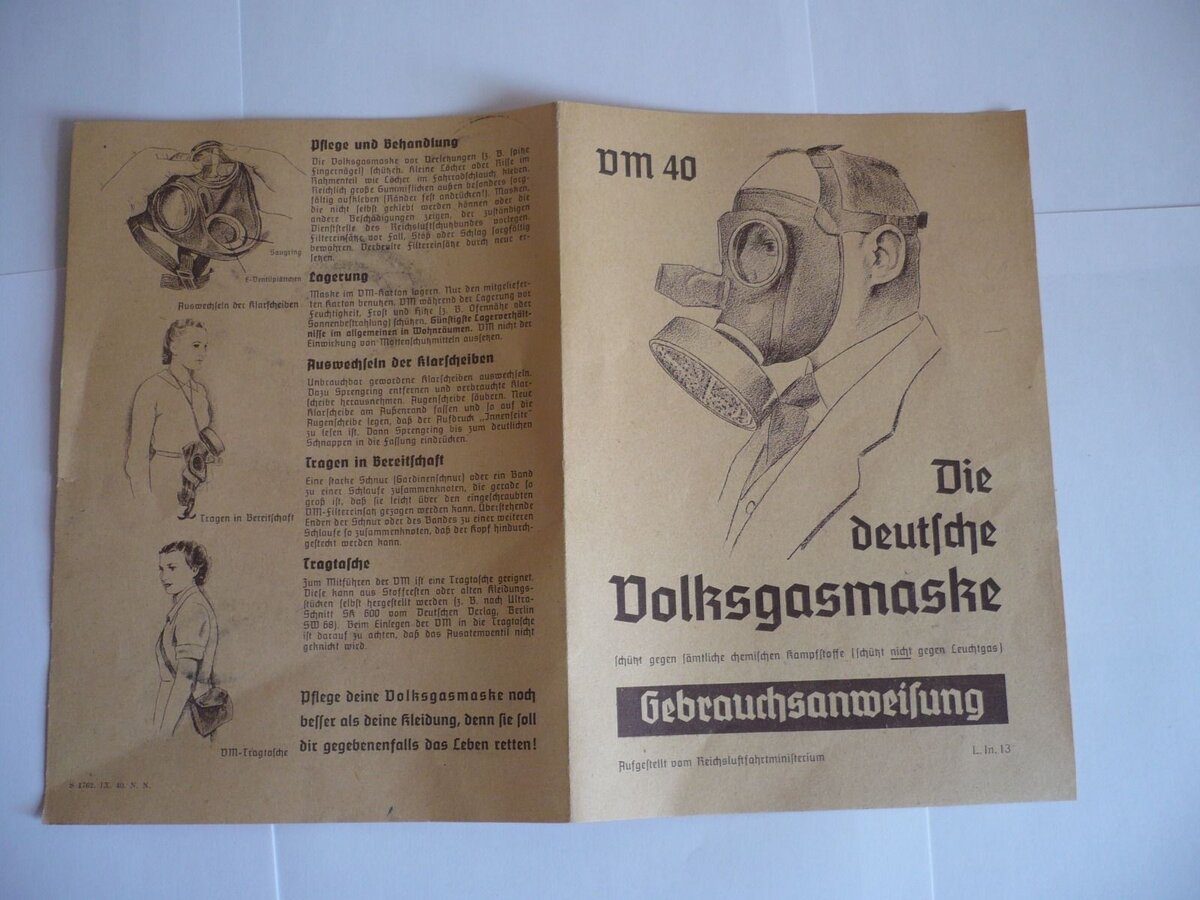 Pflege und Behandlung
Die Volksgasmaske vor Verletzungen (z. B. spitze
Fingernägel) schützen. Kleine Löcher oder Risse im
Rahmenteil wie Löcher im Fahrradschlauch kleben.
Reichlich große Gummiflicken außen besonders sorg-
fältig aufkleben (Ränder fest andrücken!). Masken,
die nicht selbst geklebt werden können oder die
andere Beschädigungen zeigen, der zuständigen
Dienststelle des Reichsluftschutzbundes vorlegen.
Filtereinsätze vor Fall, Stoß oder Schlag sorgfältig
bewahren. Verbeulte Filtereinsätze durch neue er-
setzen.
Saugring
E-Ventilplättchen
Auswechseln der Klarscheiben
Lagerung
Maske im VM-Karton lagern. Nur den mitgeliefer-
ten Karton benutzen. VM während der Lagerung vor
Feuchtigkeit, Frost und Hitze (z. B. Ofennähe oder
Sonnenbestrahlung) schützen. Günstigste Lagerverhält-
nisse im allgemeinen in Wohnräumen. VM nicht der
Einwirkung von Mottenschutzmitteln aussetzen.
Auswechseln der Klarscheiben
Unbrauchbar gewordene Klarscheiben auswechseln.
Dazu Sprengring entfernen und verbrauchte Klar-
scheibe herausnehmen. Augenscheibe säubern. Neue
Klarscheibe am Außenrand fassen und so auf die
Augenscheibe legen, daß der Aufdruck „Innenseite"
zu lesen ist. Dann Sprengring bis zum deutlichen
Schnappen in die Fassung eindrücken.
Tragen in Bereitschaft
Eine starke Schnur (Gardinenschnur) oder ein Band
zu einer Schlaufe zusammenknoten, die gerade so
groß ist, daß sie leicht über den eingeschraubten
VM-Filtereinsatz gezogen werden kann. Überstehende
Enden der Schnur oder des Bandes zu einer weiteren
Schlaufe so zusammenknoten, daß der Kopf hindurch-
gesteckt werden kann.
Tragen in Bereitschaft
Tragtasche
Zum Mitführen der VM ist eine Tragtasche geeignet.
Diese kann aus Stoffresten oder alten Kleidungs-
stücken selbst hergestellt werden (z. B. nach Ultra-
Schnitt SR 600 vom Deutschen Verlag, Berlin
SW 68). Beim Einlegen der VM in die Tragtasche
ist darauf zu achten, daß das Ausatemventil nicht
geknickt wird.
VM-Tragtasche
Pflege deine Volksgasmaske noch
besser als deine Kleidung, denn sie soll
dir gegebenenfalls das Leben retten!
S 1762. IX. 40. N. N.
VM 40
Die
deutsche
Volksgasmaske
schützt gegen sämtliche chemischen Kampfstoffe (schützt nicht gegen Leuchtgas)
Gebrauchsanweisung
Aufgestellt vom Reichsluftfahrtministerium
L. In. 13